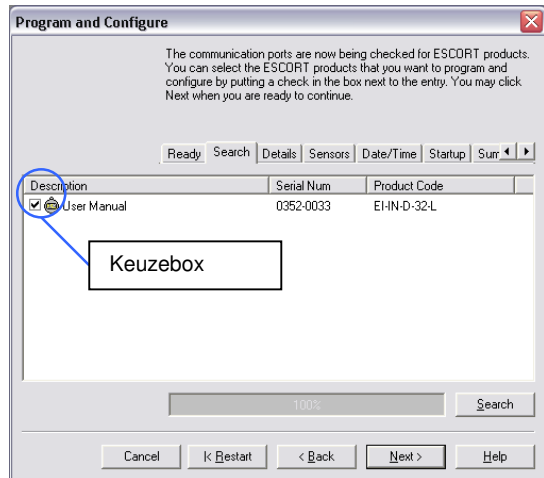 Program and Configure
The communication ports are now being checked for ESCORT products.
You can select the ESCORT products that you want to program and
configure by putting a check in the box next to the entry. You may click
Next when you are ready to continue.
Ready Search Details Sensors Date/Time Startup Sum
Description Serial Num Product Code
User Manual 0352-0033 EI-IN-D-32-L
Keuzebox
100% Search
Cancel |< Restart < Back Next > Help